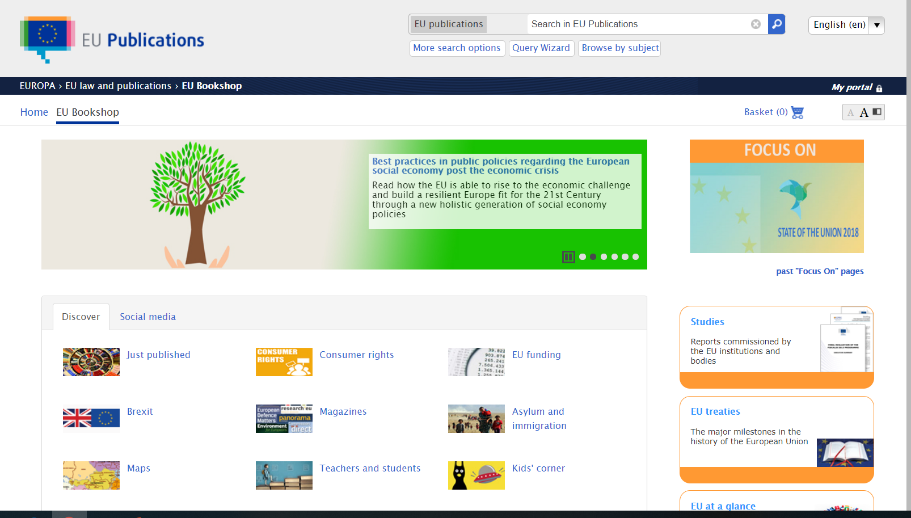 EU Publications
EU publications
Search in EU Publications
English (en)
More search options
Query Wizard
Browse by subject
EUROPA › EU law and publications › EU Bookshop
My portal
Home
EU Bookshop
Basket (0)
A A
Best practices in public policies regarding the European
social economy post the economic crisis
Read how the EU is able to rise to the economic challenge
and build a resilient Europe fit for the 21st Century
through a new holistic generation of social economy
policies
FOCUS ON
STATE OF THE UNION 2018
past "Focus On" pages
Discover
Social media
Just published
CONSUMER
RIGHTS
Consumer rights
EU funding
Brexit
European
Defence
Matters
Environment
research eu
panorama
direct
Magazines
Asylum and
immigration
Maps
Teachers and students
Kids' corner
Studies
Reports commissioned by
the EU institutions and
bodies
EU treaties
The major milestones in the
history of the European Union
EU at a glance